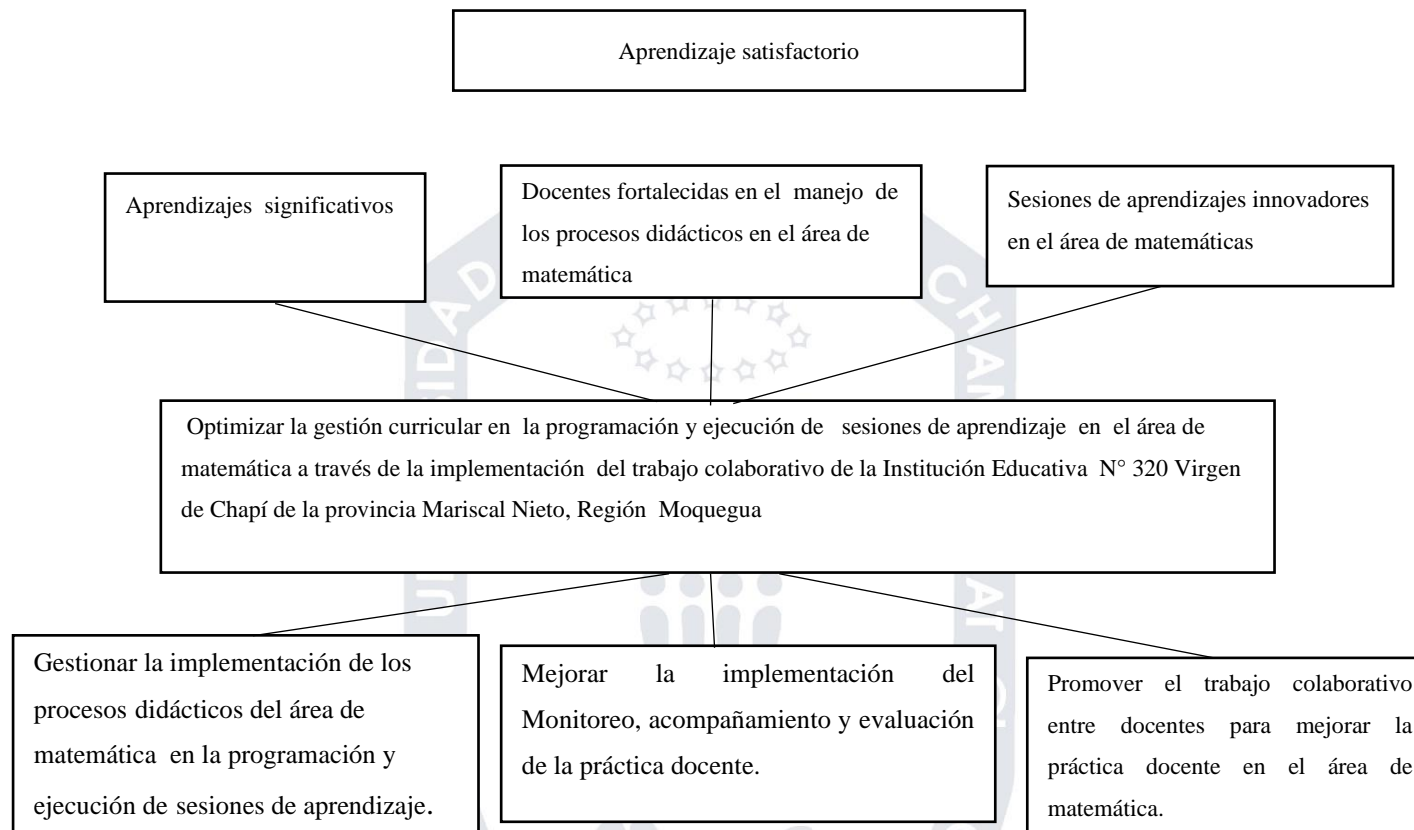 Aprendizaje satisfactorio
Aprendizajes significativos
Docentes fortalecidas en el manejo de
los procesos didácticos en el área de
matemática
Sesiones de aprendizajes innovadores
en el área de matemáticas
Optimizar la gestión curricular en la programación y ejecución de sesiones de aprendizaje en el área de
matemática a través de la implementación del trabajo colaborativo de la Institución Educativa N° 320 Virgen
de Chapí de la provincia Mariscal Nieto, Región Moquegua
Gestionar la implementación de los
procesos didácticos del área de
matemática en la programación y
ejecución de sesiones de aprendizaje.
Mejorar la implementación del
Monitoreo, acompañamiento y evaluación
de la práctica docente.
Promover el trabajo colaborativo
entre docentes para mejorar la
práctica docente en el área de
matemática.